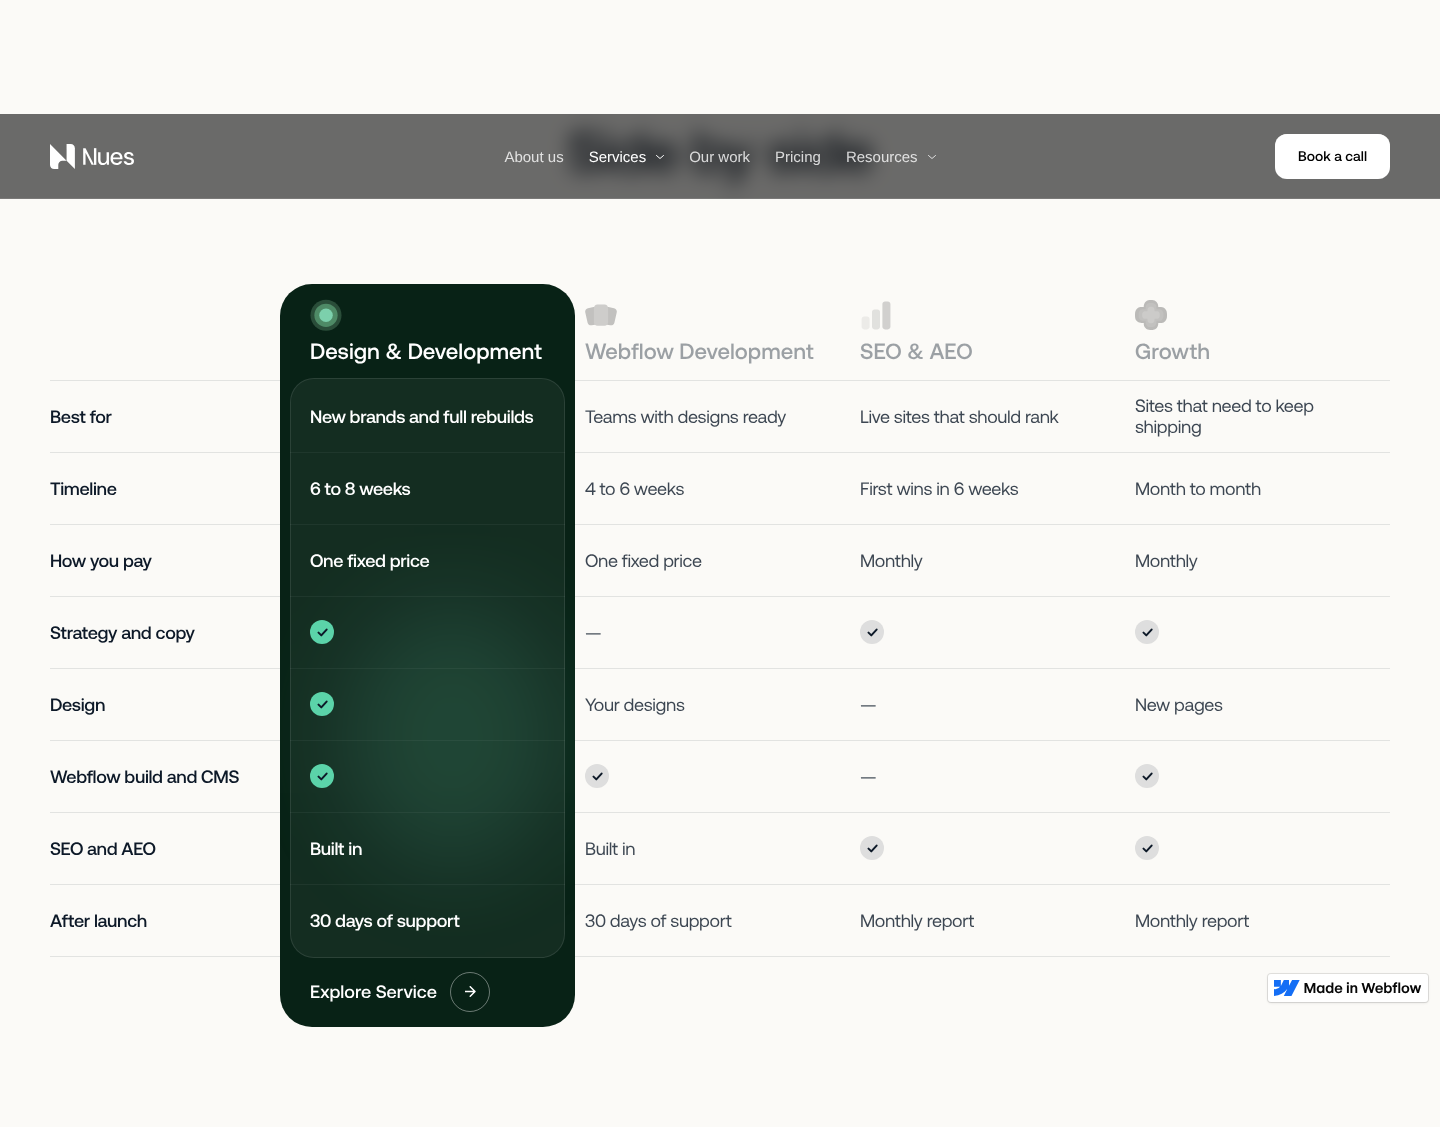 Side by side
Nues
About us
Services
Our work
Pricing
Resources
Book a call
Design & Development
Webflow Development
SEO & AEO
Growth
Best for
New brands and full rebuilds
Teams with designs ready
Live sites that should rank
Sites that need to keep
shipping
Timeline
6 to 8 weeks
4 to 6 weeks
First wins in 6 weeks
Month to month
How you pay
One fixed price
One fixed price
Monthly
Monthly
Strategy and copy
—
Design
Your designs
—
New pages
Webflow build and CMS
—
SEO and AEO
Built in
Built in
After launch
30 days of support
30 days of support
Monthly report
Monthly report
Explore Service
Made in Webflow